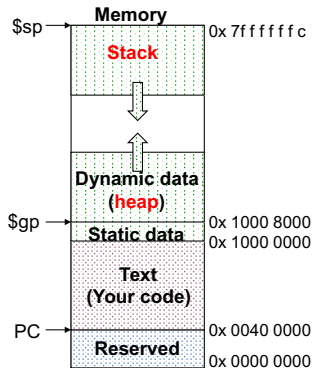 Memory
$sp
0x 7f f f f f f c
Stack
Dynamic data
(heap)
$gp
0x 1000 8000
Static data
0x 1000 0000
Text
(Your code)
PC
0x 0040 0000
Reserved
0x 0000 0000